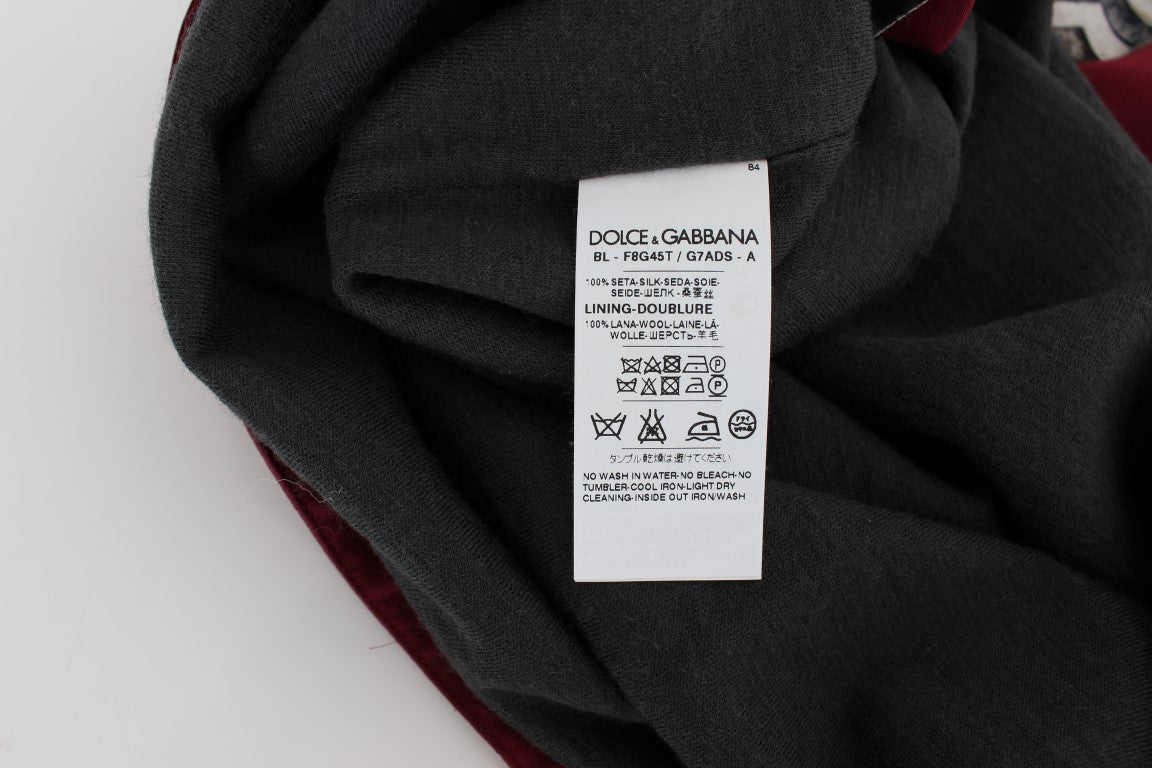 84
DOLCE & GABBANA
BL - F8G45T / G7ADS - A
100% SETA-SILK-SEDA-SOIE-
SEIDE-ШЕЛК-桑蚕丝
LINING-DOUBLURE
100% LANA-WOOL-LAINE-LÃ-
WOLLE-ШЕРСТЬ-羊毛
P
P
ドライ
タンブル乾燥は避けてください
NO WASH IN WATER-NO BLEACH-NO
TUMBLER-COOL IRON-LIGHT DRY
CLEANING-INSIDE OUT IRON/WASH